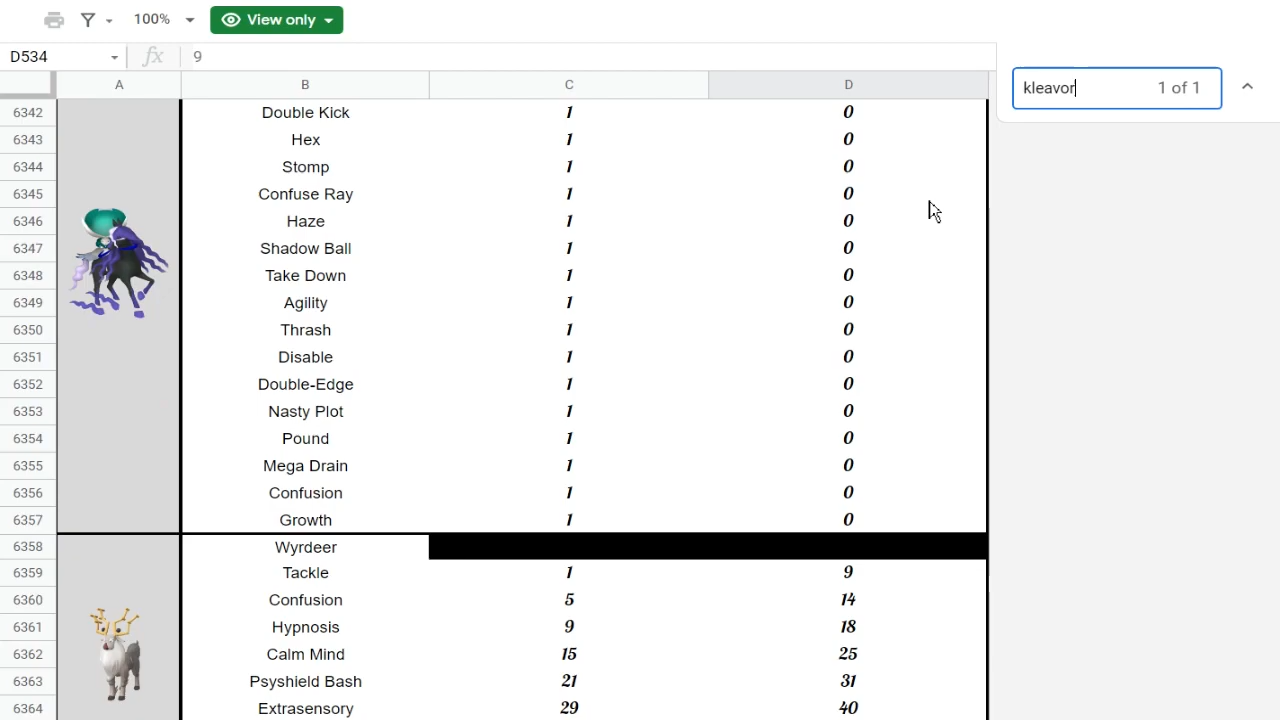 100% View only
D534 fx 9
kleavor 1 of 1
A B C D
6342 Double Kick 1 0
6343 Hex 1 0
6344 Stomp 1 0
6345 Confuse Ray 1 0
6346 Haze 1 0
6347 Shadow Ball 1 0
6348 Take Down 1 0
6349 Agility 1 0
6350 Thrash 1 0
6351 Disable 1 0
6352 Double-Edge 1 0
6353 Nasty Plot 1 0
6354 Pound 1 0
6355 Mega Drain 1 0
6356 Confusion 1 0
6357 Growth 1 0
6358 Wyrdeer
6359 Tackle 1 9
6360 Confusion 5 14
6361 Hypnosis 9 18
6362 Calm Mind 15 25
6363 Psyshield Bash 21 31
6364 Extrasensory 29 40